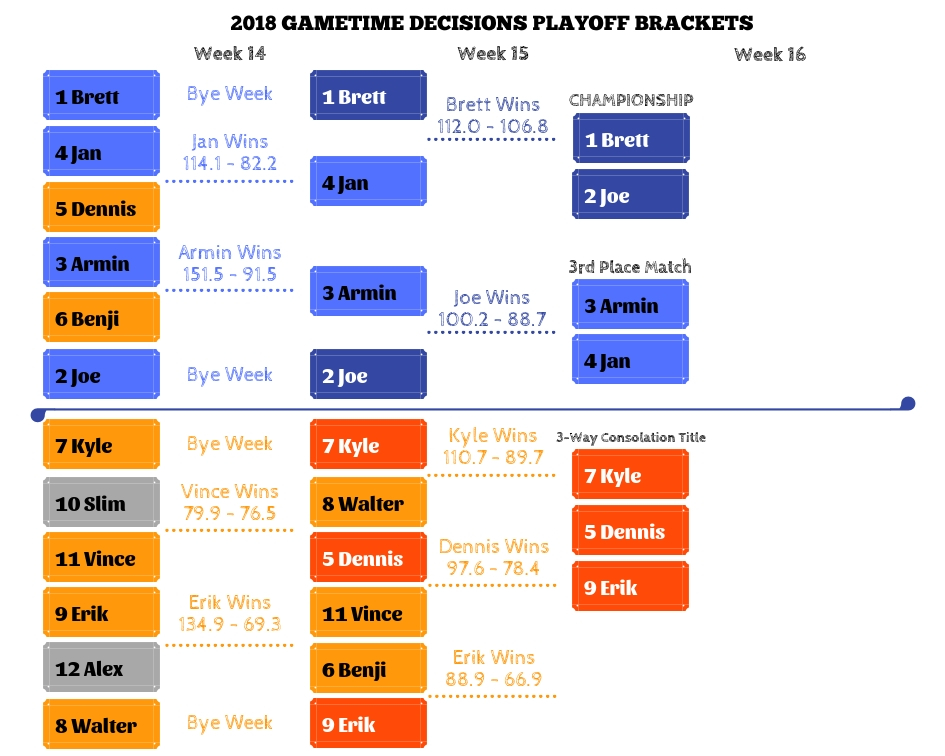 2018 GAMETIME DECISIONS PLAYOFF BRACKETS
Week 14
Week 15
Week 16
1 Brett
Bye Week
4 Jan
Jan Wins
114.1 - 82.2
5 Dennis
3 Armin
Armin Wins
151.5 - 91.5
6 Benji
2 Joe
Bye Week
1 Brett
Brett Wins
112.0 - 106.8
4 Jan
3 Armin
Joe Wins
100.2 - 88.7
2 Joe
CHAMPIONSHIP
1 Brett
2 Joe
3rd Place Match
3 Armin
4 Jan
7 Kyle
Bye Week
10 Slim
Vince Wins
79.9 - 76.5
11 Vince
9 Erik
Erik Wins
134.9 - 69.3
12 Alex
8 Walter
Bye Week
7 Kyle
Kyle Wins
110.7 - 89.7
8 Walter
5 Dennis
Dennis Wins
97.6 - 78.4
11 Vince
6 Benji
Erik Wins
88.9 - 66.9
9 Erik
3-Way Consolation Title
7 Kyle
5 Dennis
9 Erik